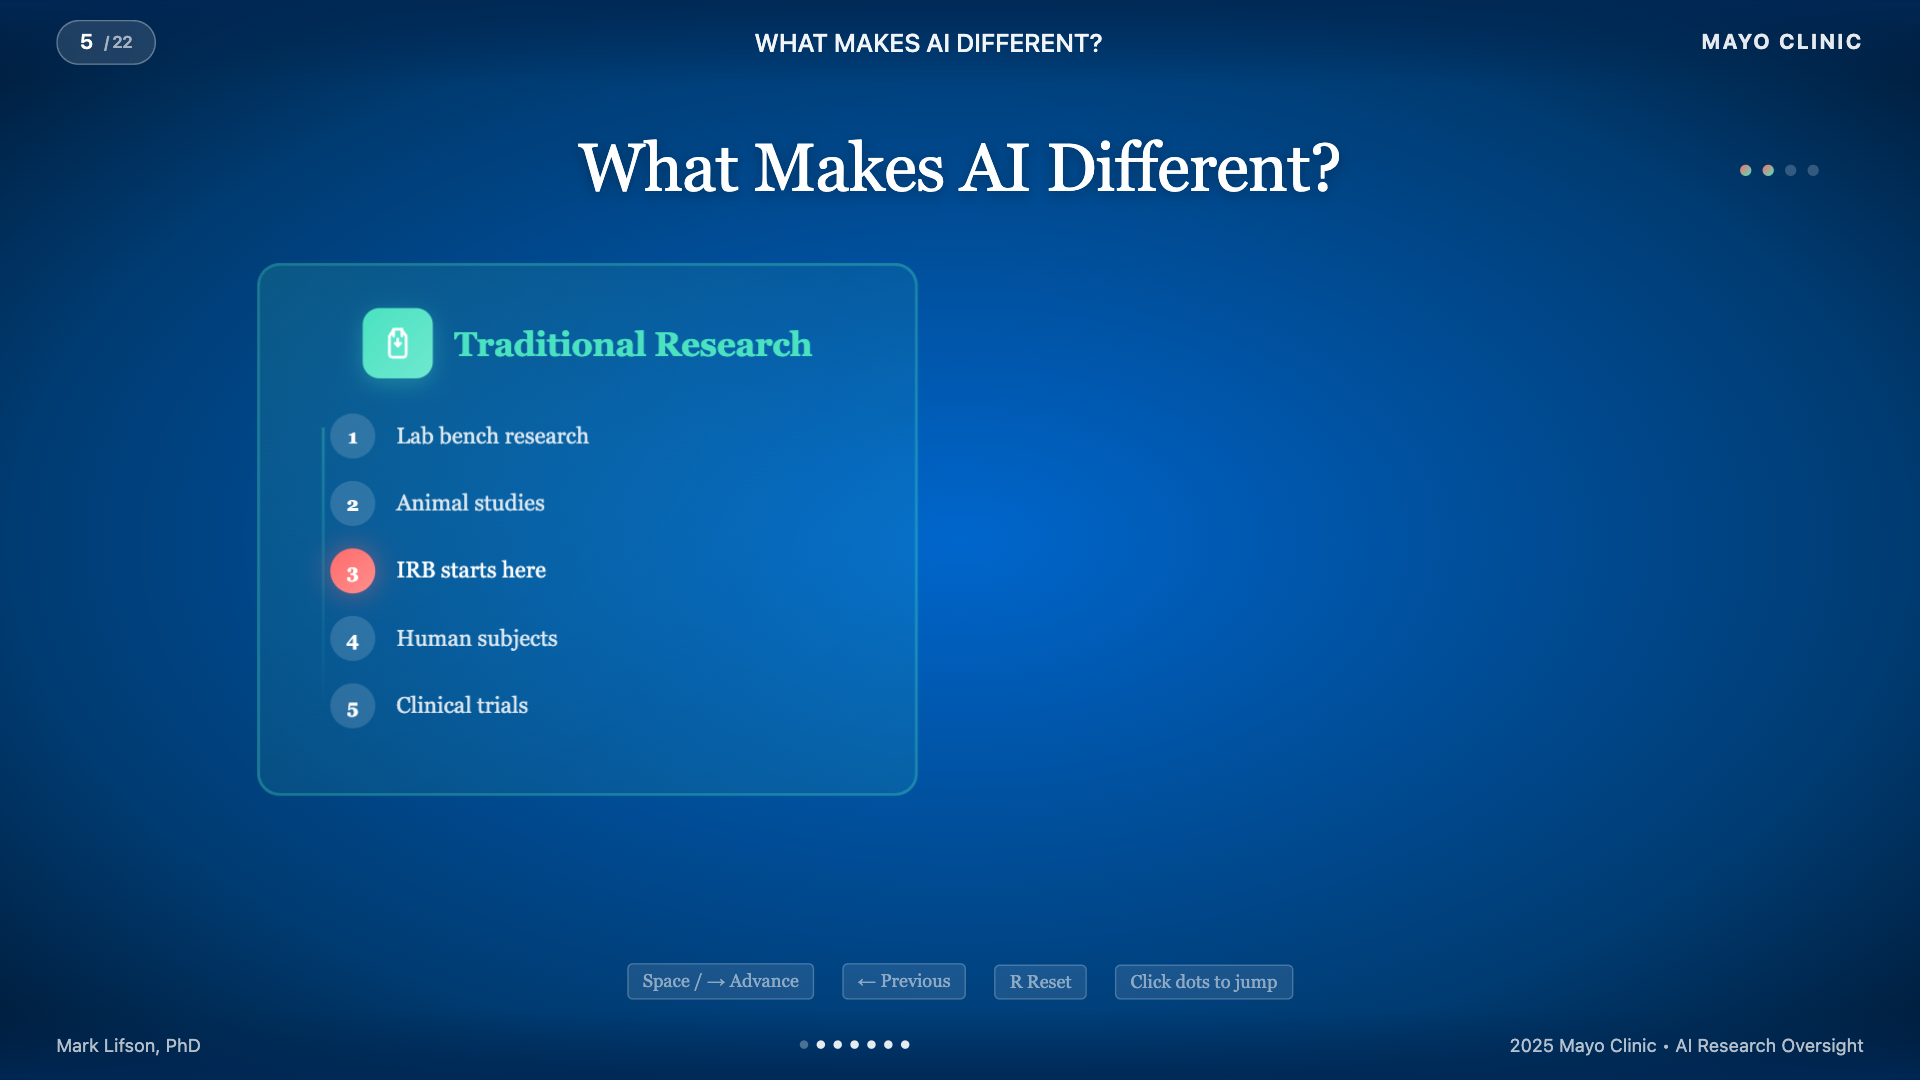 5 /22
WHAT MAKES AI DIFFERENT?
MAYO CLINIC
What Makes AI Different?
Traditional Research
1 Lab bench research
2 Animal studies
3 IRB starts here
4 Human subjects
5 Clinical trials
Space / → Advance
← Previous
R Reset
Click dots to jump
Mark Lifson, PhD
2025 Mayo Clinic • AI Research Oversight